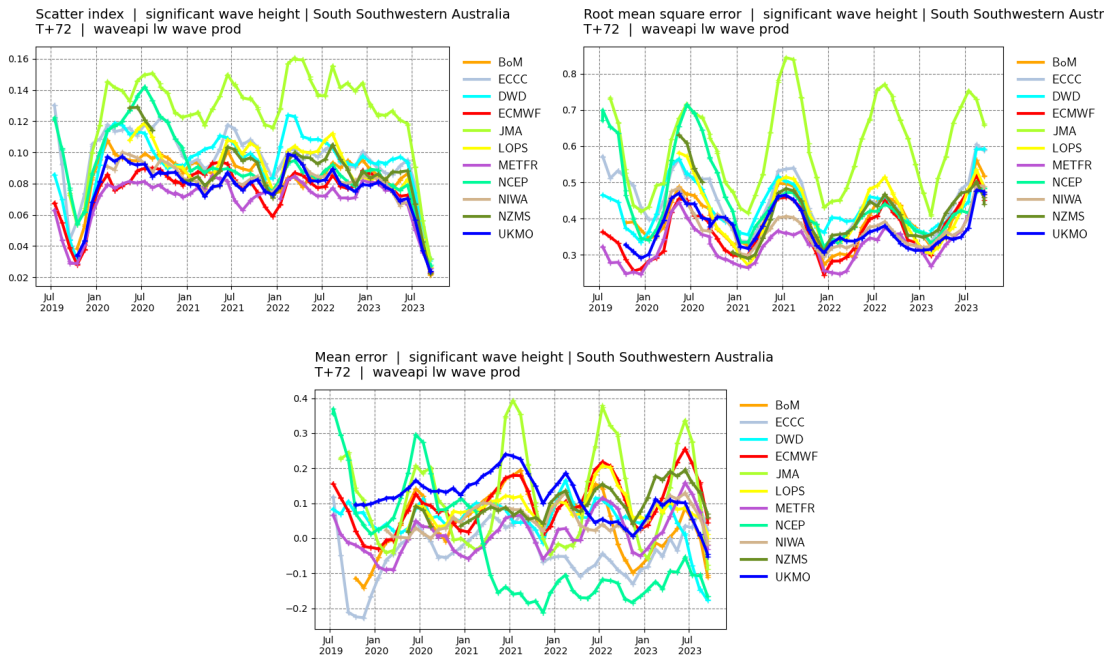 Scatter index | significant wave height | South Southwestern Australia
T+72 | waveapi lw wave prod
0.16
0.14
0.12
0.10
0.08
0.06
0.04
0.02
Jul 2019
Jan 2020
Jul 2020
Jan 2021
Jul 2021
Jan 2022
Jul 2022
Jan 2023
Jul 2023
BoM
ECCC
DWD
ECMWF
JMA
LOPS
METFR
NCEP
NIWA
NZMS
UKMO
Root mean square error | significant wave height | South Southwestern Austr
T+72 | waveapi lw wave prod
0.8
0.7
0.6
0.5
0.4
0.3
Jul 2019
Jan 2020
Jul 2020
Jan 2021
Jul 2021
Jan 2022
Jul 2022
Jan 2023
Jul 2023
BoM
ECCC
DWD
ECMWF
JMA
LOPS
METFR
NCEP
NIWA
NZMS
UKMO
Mean error | significant wave height | South Southwestern Australia
T+72 | waveapi lw wave prod
0.4
0.3
0.2
0.1
0.0
−0.1
−0.2
Jul 2019
Jan 2020
Jul 2020
Jan 2021
Jul 2021
Jan 2022
Jul 2022
Jan 2023
Jul 2023
BoM
ECCC
DWD
ECMWF
JMA
LOPS
METFR
NCEP
NIWA
NZMS
UKMO